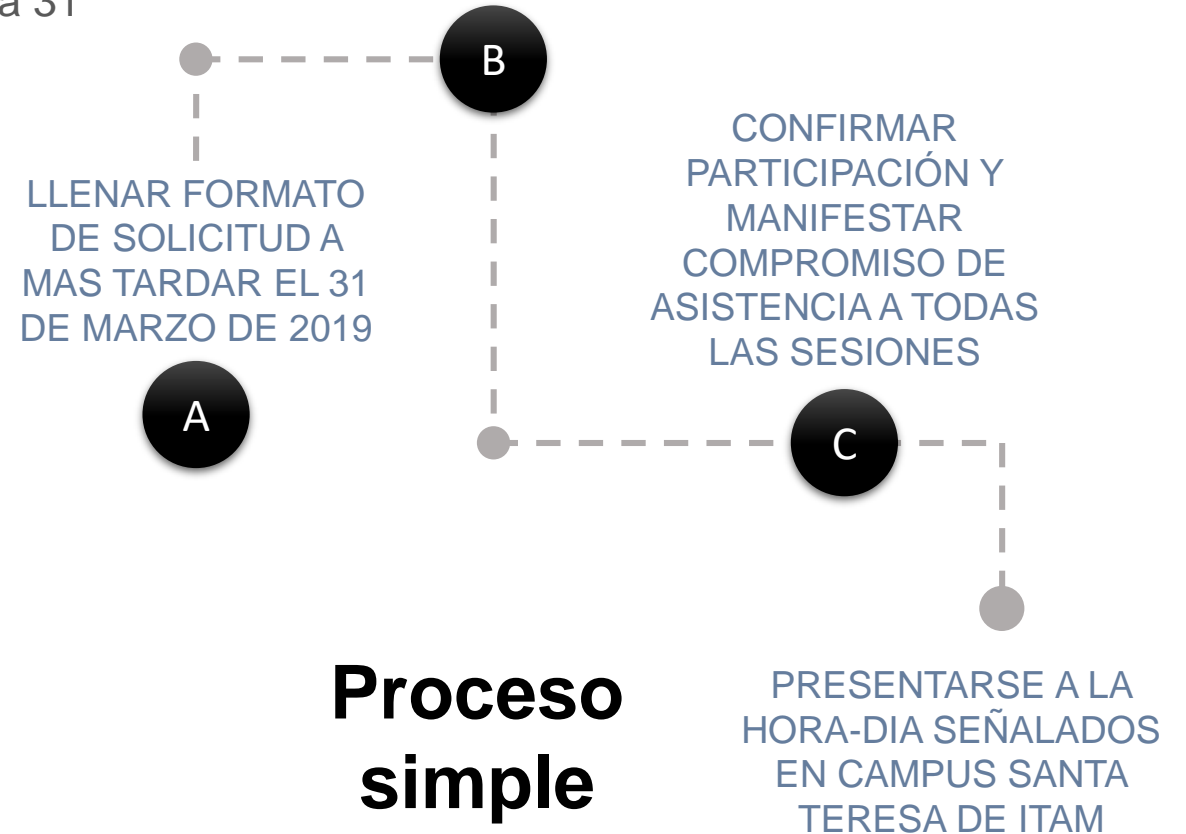 a 31
B
LLENAR FORMATO
DE SOLICITUD A
MAS TARDAR EL 31
DE MARZO DE 2019
A
CONFIRMAR
PARTICIPACIÓN Y
MANIFESTAR
COMPROMISO DE
ASISTENCIA A TODAS
LAS SESIONES
C
Proceso
simple
PRESENTARSE A LA
HORA-DIA SEÑALADOS
EN CAMPUS SANTA
TERESA DE ITAM